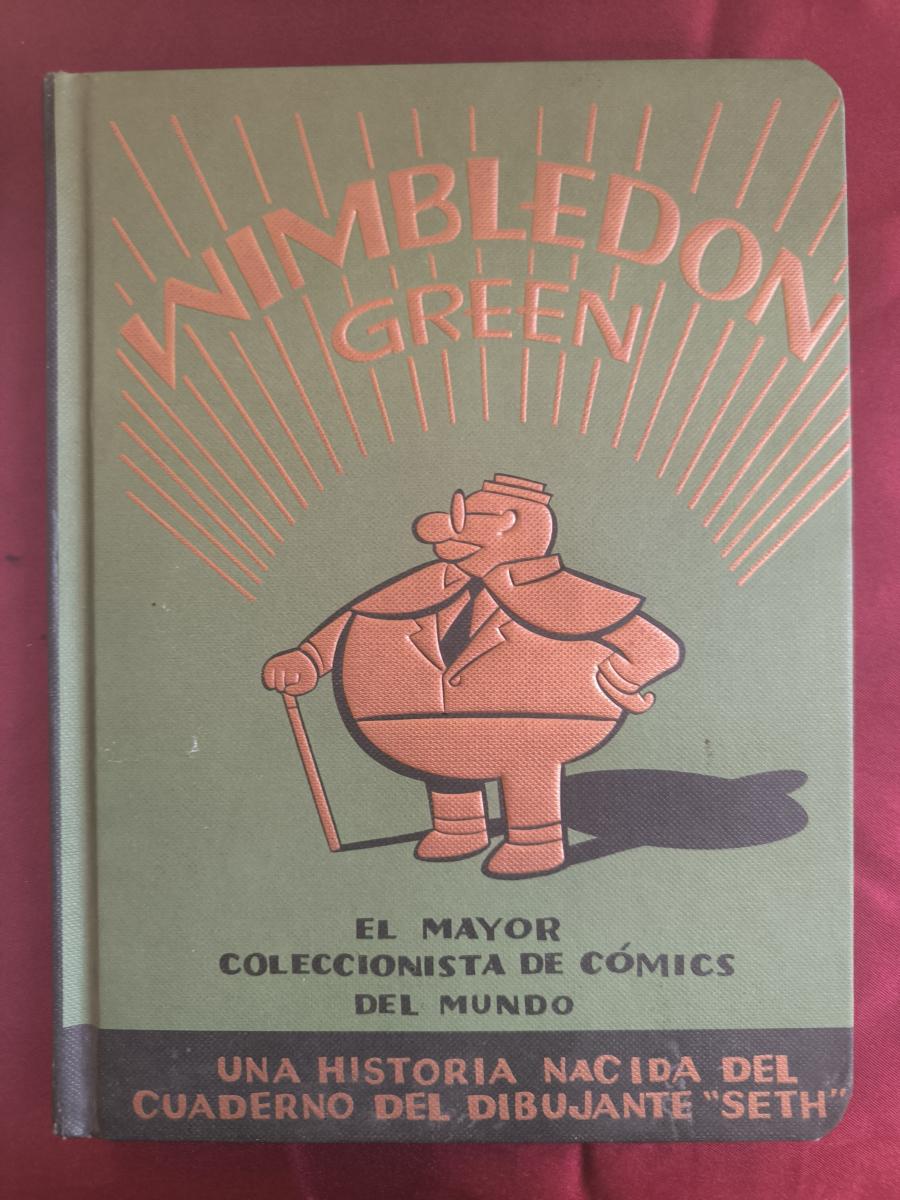 WIMBLEDON
GREEN
EL MAYOR
COLECCIONISTA DE CÓMICS
DEL MUNDO
UNA HISTORIA NACIDA DEL
CUADERNO DEL DIBUJANTE "SETH"